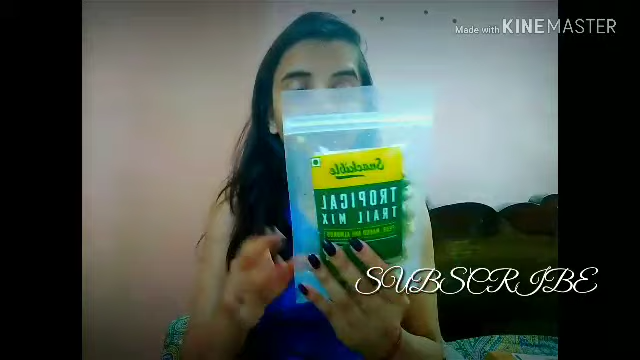 Made with KINEMASTER
Snackible
TROPICAL
TRAIL MIX
SUBSCRIBE